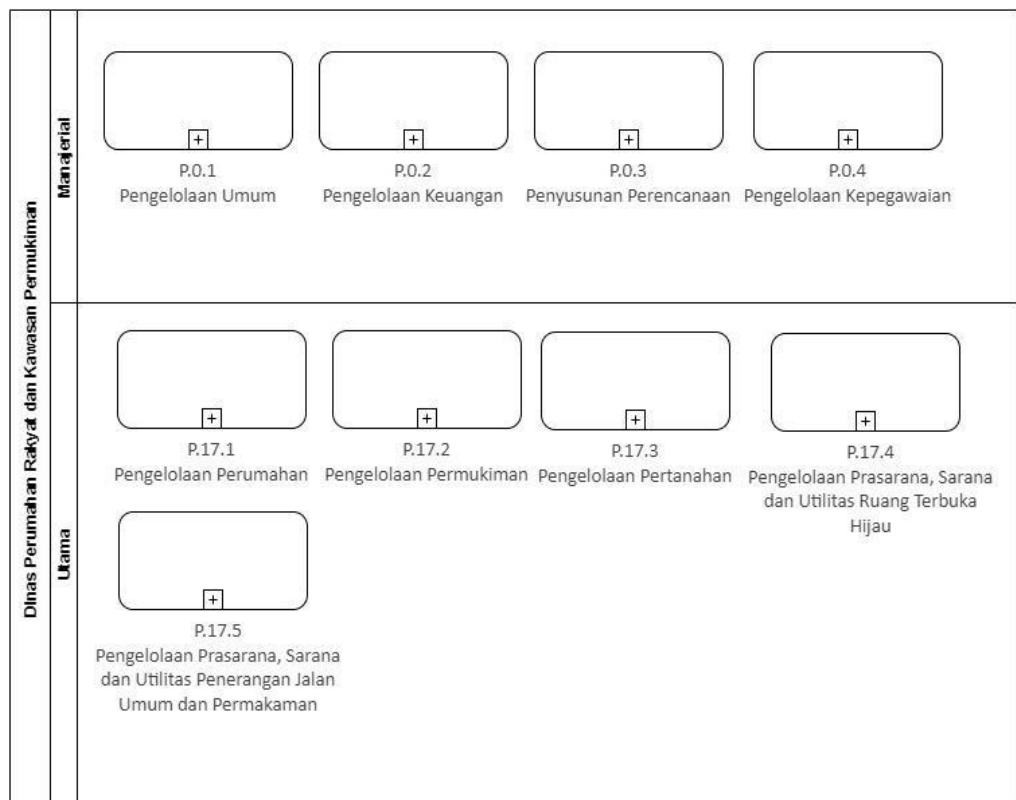 Dinas Perumahan Rakyat dan Kawasan Permukiman
Manajerial
P.0.1
Pengelolaan Umum
P.0.2
Pengelolaan Keuangan
P.0.3
Penyusunan Perencanaan
P.0.4
Pengelolaan Kepegawaian
Utama
P.17.1
Pengelolaan Perumahan
P.17.2
Pengelolaan Permukiman
P.17.3
Pengelolaan Pertanahan
P.17.4
Pengelolaan Prasarana, Sarana
dan Utilitas Ruang Terbuka
Hijau
P.17.5
Pengelolaan Prasarana, Sarana
dan Utilitas Penerangan Jalan
Umum dan Permakaman